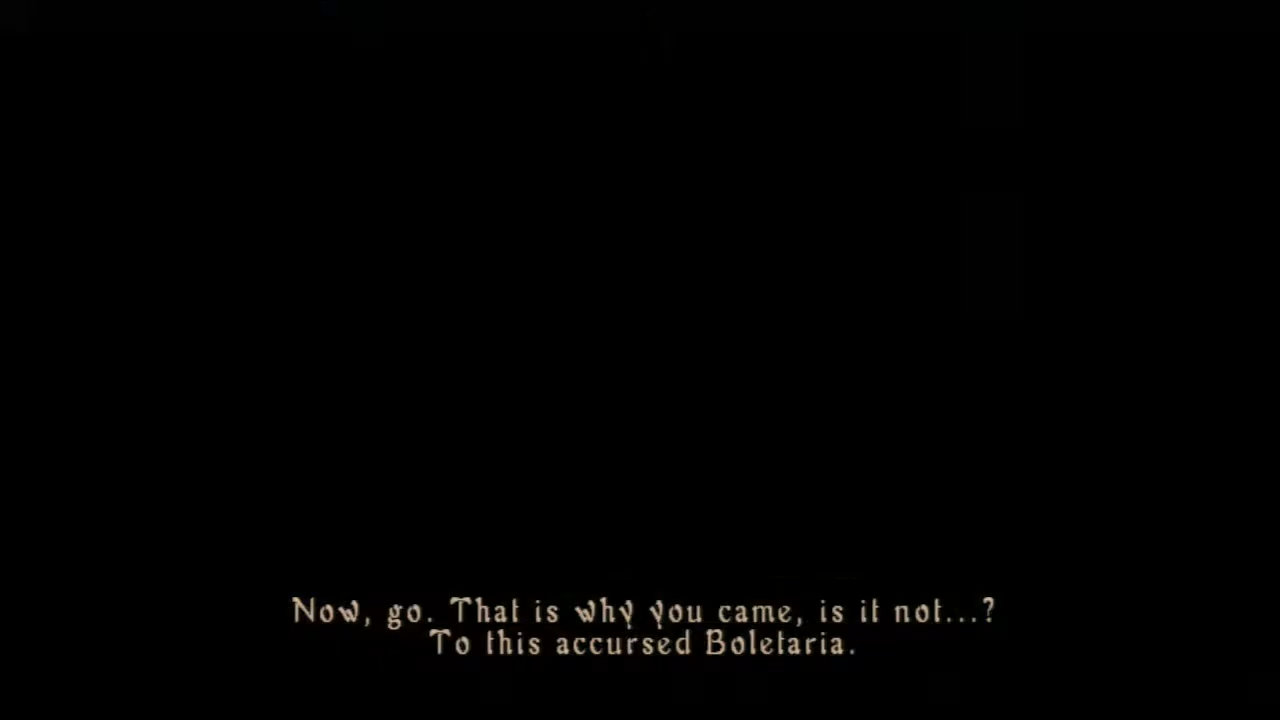 Now, go. That is why you came, is it not...?
To this accursed Boletaria.